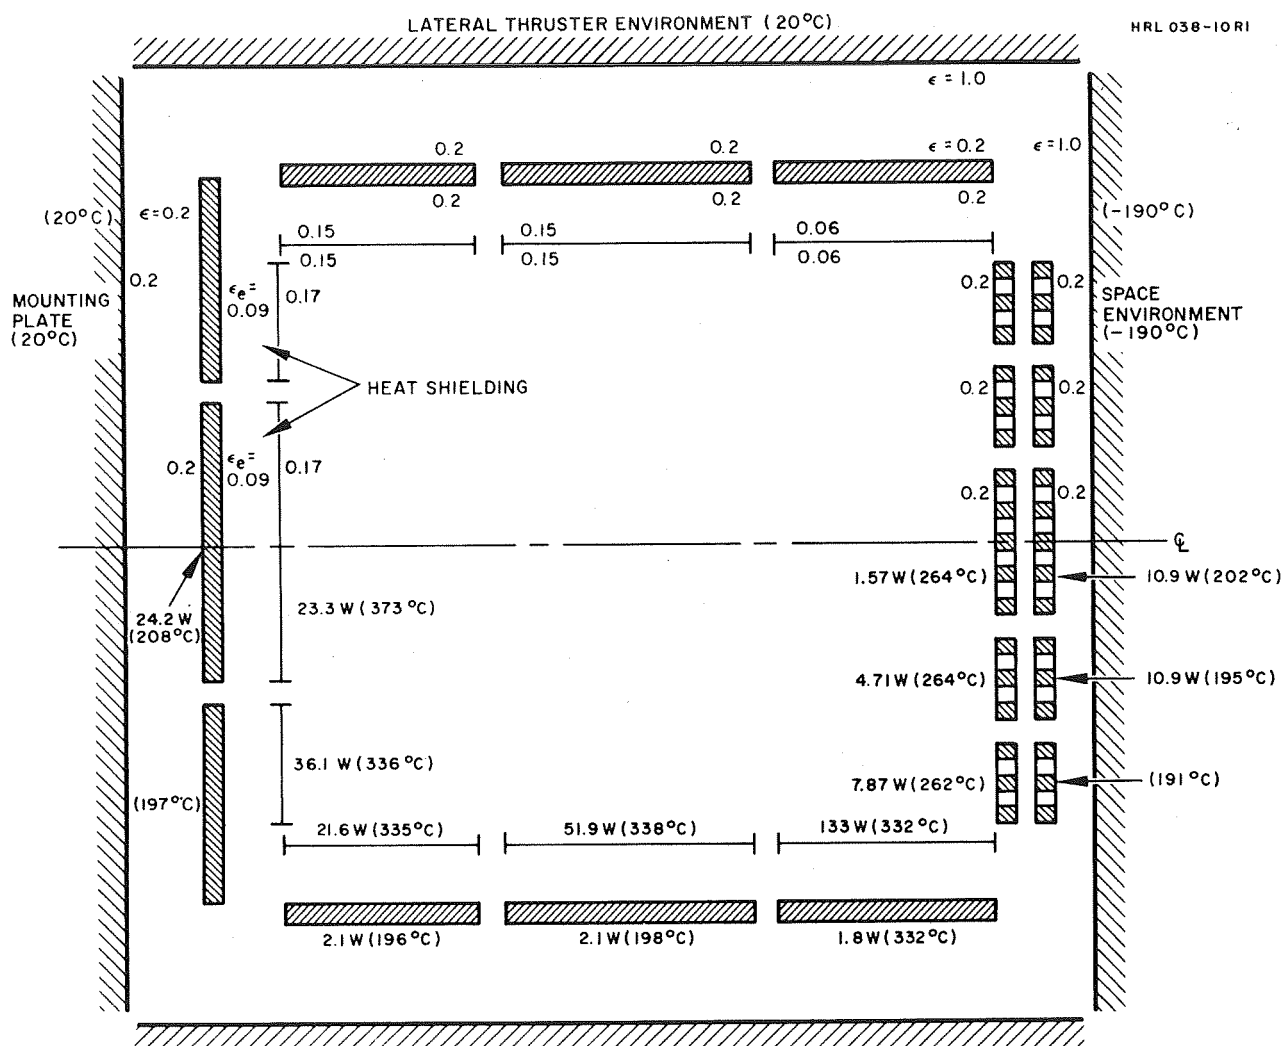 LATERAL THRUSTER ENVIRONMENT (20°C)
HRL 038-10R1
ϵ = 1.0
0.2
0.2
ϵ=0.2
ϵ=1.0
0.2
0.2
0.2
(20°C)
ϵ=0.2
(-190°C)
0.15
0.15
0.06
0.15
0.15
0.06
0.2
MOUNTING
PLATE
(20°C)
ϵe=
0.09
0.17
0.2
0.2
SPACE
ENVIRONMENT
(-190°C)
HEAT SHIELDING
0.2
0.2
0.2
ϵe=
0.09
0.17
0.2
0.2
℄
24.2 W
(208°C)
23.3 W (373°C)
1.57 W (264°C)
10.9 W (202°C)
4.71 W (264°C)
10.9 W (195°C)
36.1 W (336°C)
(197°C)
7.87 W (262°C)
(191°C)
21.6 W (335°C)
51.9 W (338°C)
133 W (332°C)
2.1 W (196°C)
2.1 W (198°C)
1.8 W (332°C)